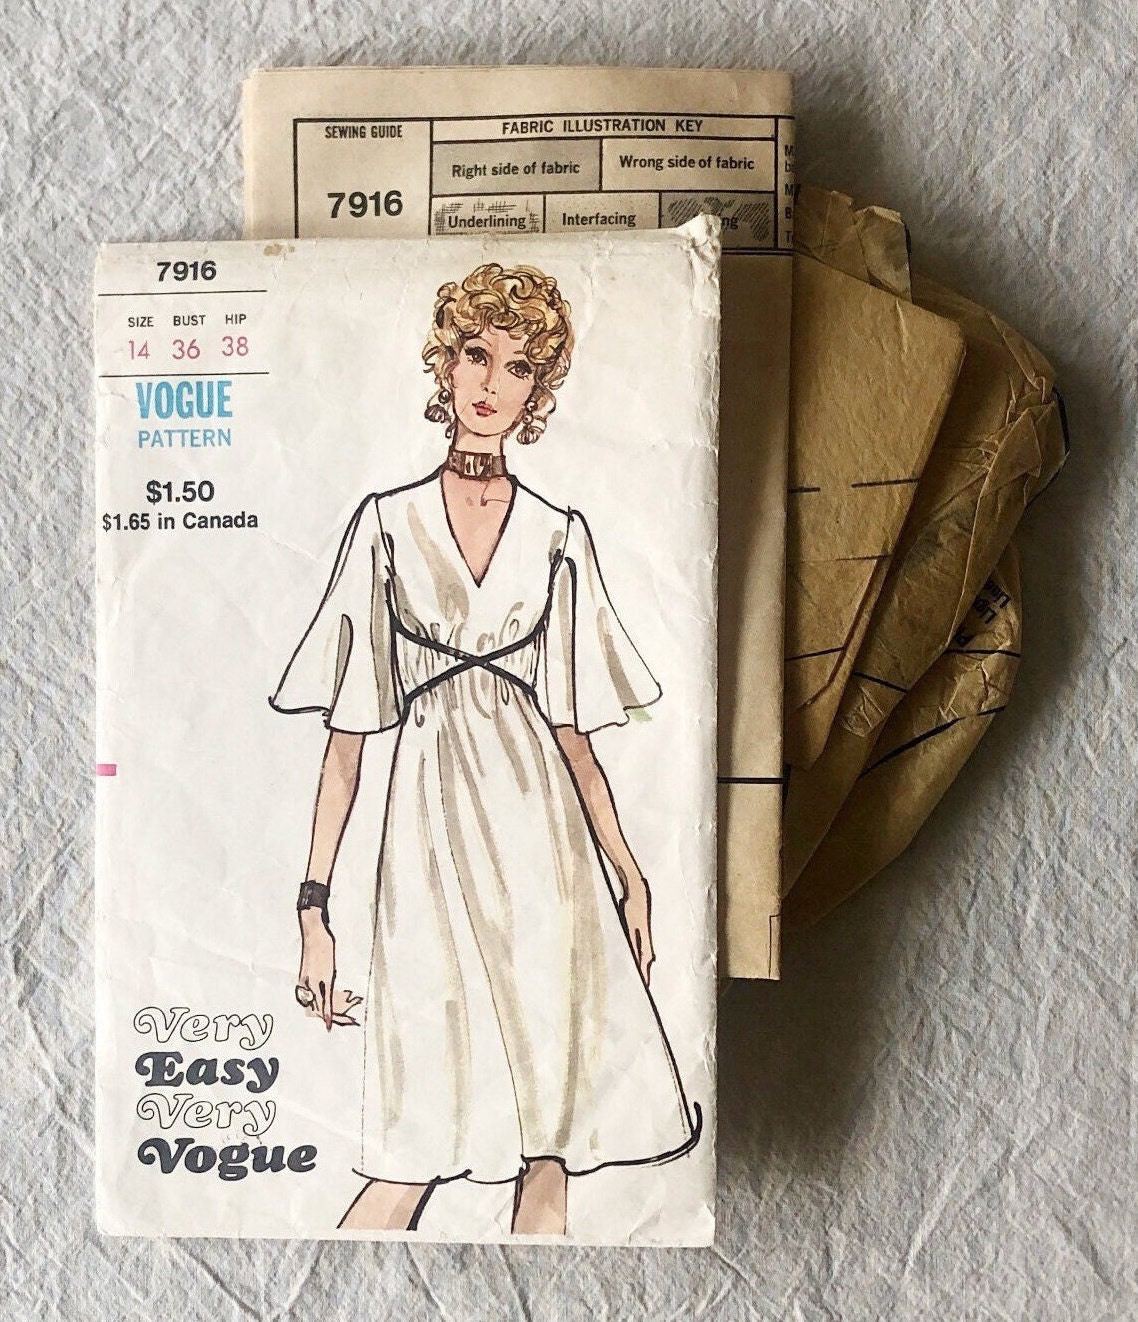 SEWING GUIDE
7916
FABRIC ILLUSTRATION KEY
Right side of fabric
Wrong side of fabric
Underlining
Interfacing
7916
SIZE BUST HIP
14 36 38
VOGUE
PATTERN
$1.50
$1.65 in Canada
Very
Easy
Very
Vogue